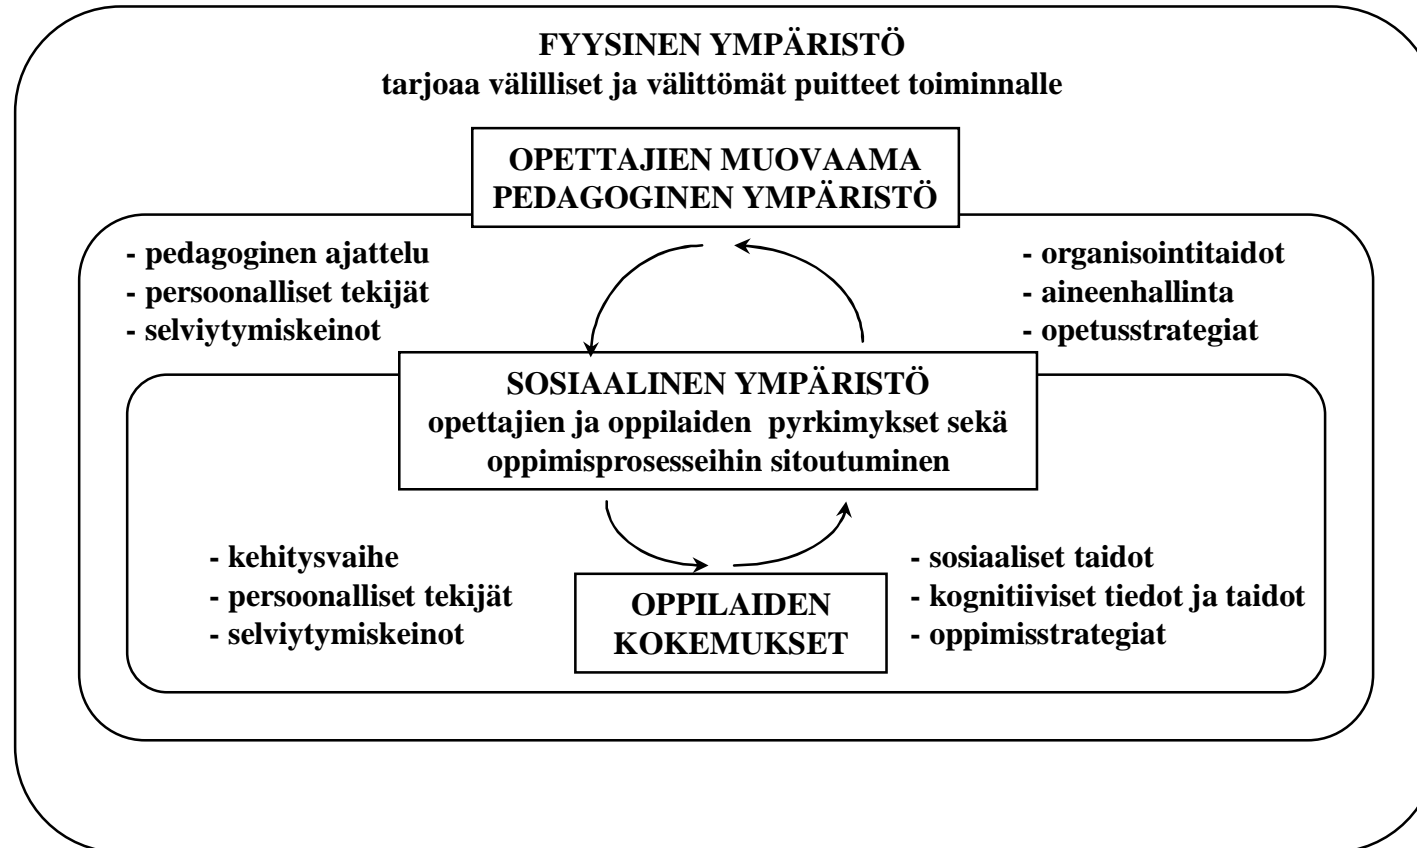 FYYSINEN YMPÄRISTÖ
tarjoaa välilliset ja välittömät puitteet toiminnalle
OPETTAJIEN MUOVAAMA
PEDAGOGINEN YMPÄRISTÖ
- pedagoginen ajattelu
- persoonalliset tekijät
- selviytymiskeinot
- organisointitaidot
- aineenhallinta
- opetusstrategiat
SOSIAALINEN YMPÄRISTÖ
opettajien ja oppilaiden pyrkimykset sekä
oppimisprosesseihin sitoutuminen
- kehitysvaihe
- persoonalliset tekijät
- selviytymiskeinot
OPPILAIDEN
KOKEMUKSET
- sosiaaliset taidot
- kognitiiviset tiedot ja taidot
- oppimisstrategiat